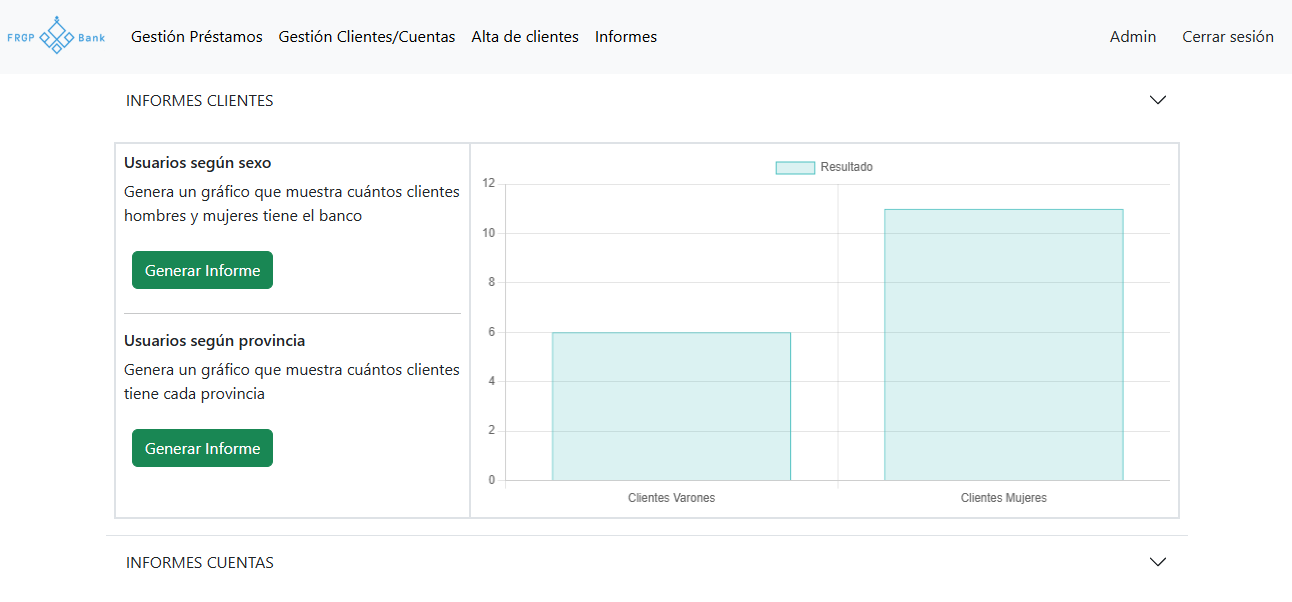 FRGP Bank
Gestión Préstamos Gestión Clientes/Cuentas Alta de clientes Informes Admin Cerrar sesión
INFORMES CLIENTES
Usuarios según sexo
Genera un gráfico que muestra cuántos clientes
hombres y mujeres tiene el banco
Generar Informe
Usuarios según provincia
Genera un gráfico que muestra cuántos clientes
tiene cada provincia
Generar Informe
Resultado
12
10
8
6
4
2
0
Clientes Varones Clientes Mujeres
INFORMES CUENTAS